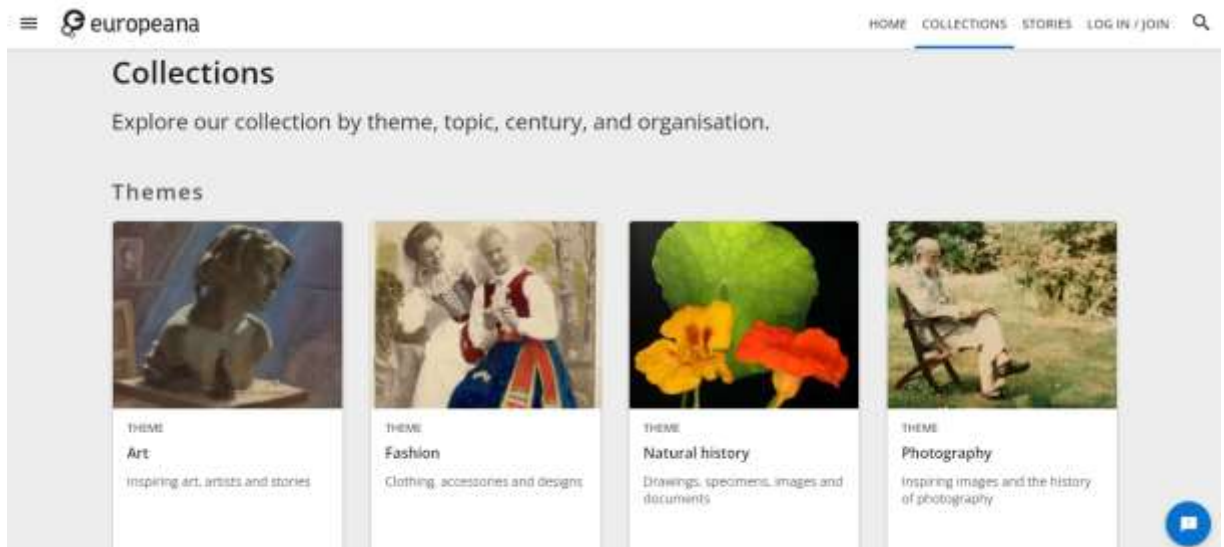 europeana
HOME COLLECTIONS STORIES LOG IN / JOIN
Collections
Explore our collection by theme, topic, century, and organisation.
Themes
THEME
Art
Inspiring art, artists and stories
THEME
Fashion
Clothing, accessories and designs
THEME
Natural history
Drawings, specimens, images and
documents
THEME
Photography
Inspiring images and the history
of photography